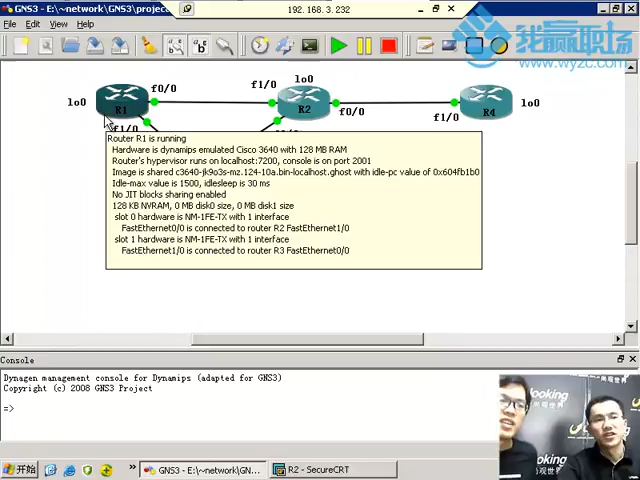 GNS3 - E:\~network\GNS3\projec
192.168.3.232
File Edit View Help
我赢职场
www.wyzc.com
lo0
f0/0
f1/0
lo0
f0/0
f1/0
lo0
R1
R2
R4
f1/0
Router R1 is running
Hardware is dynamips emulated Cisco 3640 with 128 MB RAM
Router's hypervisor runs on localhost:7200, console is on port 2001
Image is shared c3640-jk9o3s-mz.124-10a.bin-localhost.ghost with idle-pc value of 0x604fb1b0
Idle-max value is 1500, idlesleep is 30 ms
No JIT blocks sharing enabled
128 KB NVRAM, 0 MB disk0 size, 0 MB disk1 size
slot 0 hardware is NM-1FE-TX with 1 interface
FastEthernet0/0 is connected to router R2 FastEthernet1/0
slot 1 hardware is NM-1FE-TX with 1 interface
FastEthernet1/0 is connected to router R3 FastEthernet0/0
Console
Dynagen management console for Dynamips (adapted for GNS3)
Copyright (c) 2008 GNS3 Project
=>
looking
尚观世界
开始
GNS3 - E:\~network\GN...
R2 - SecureCRT